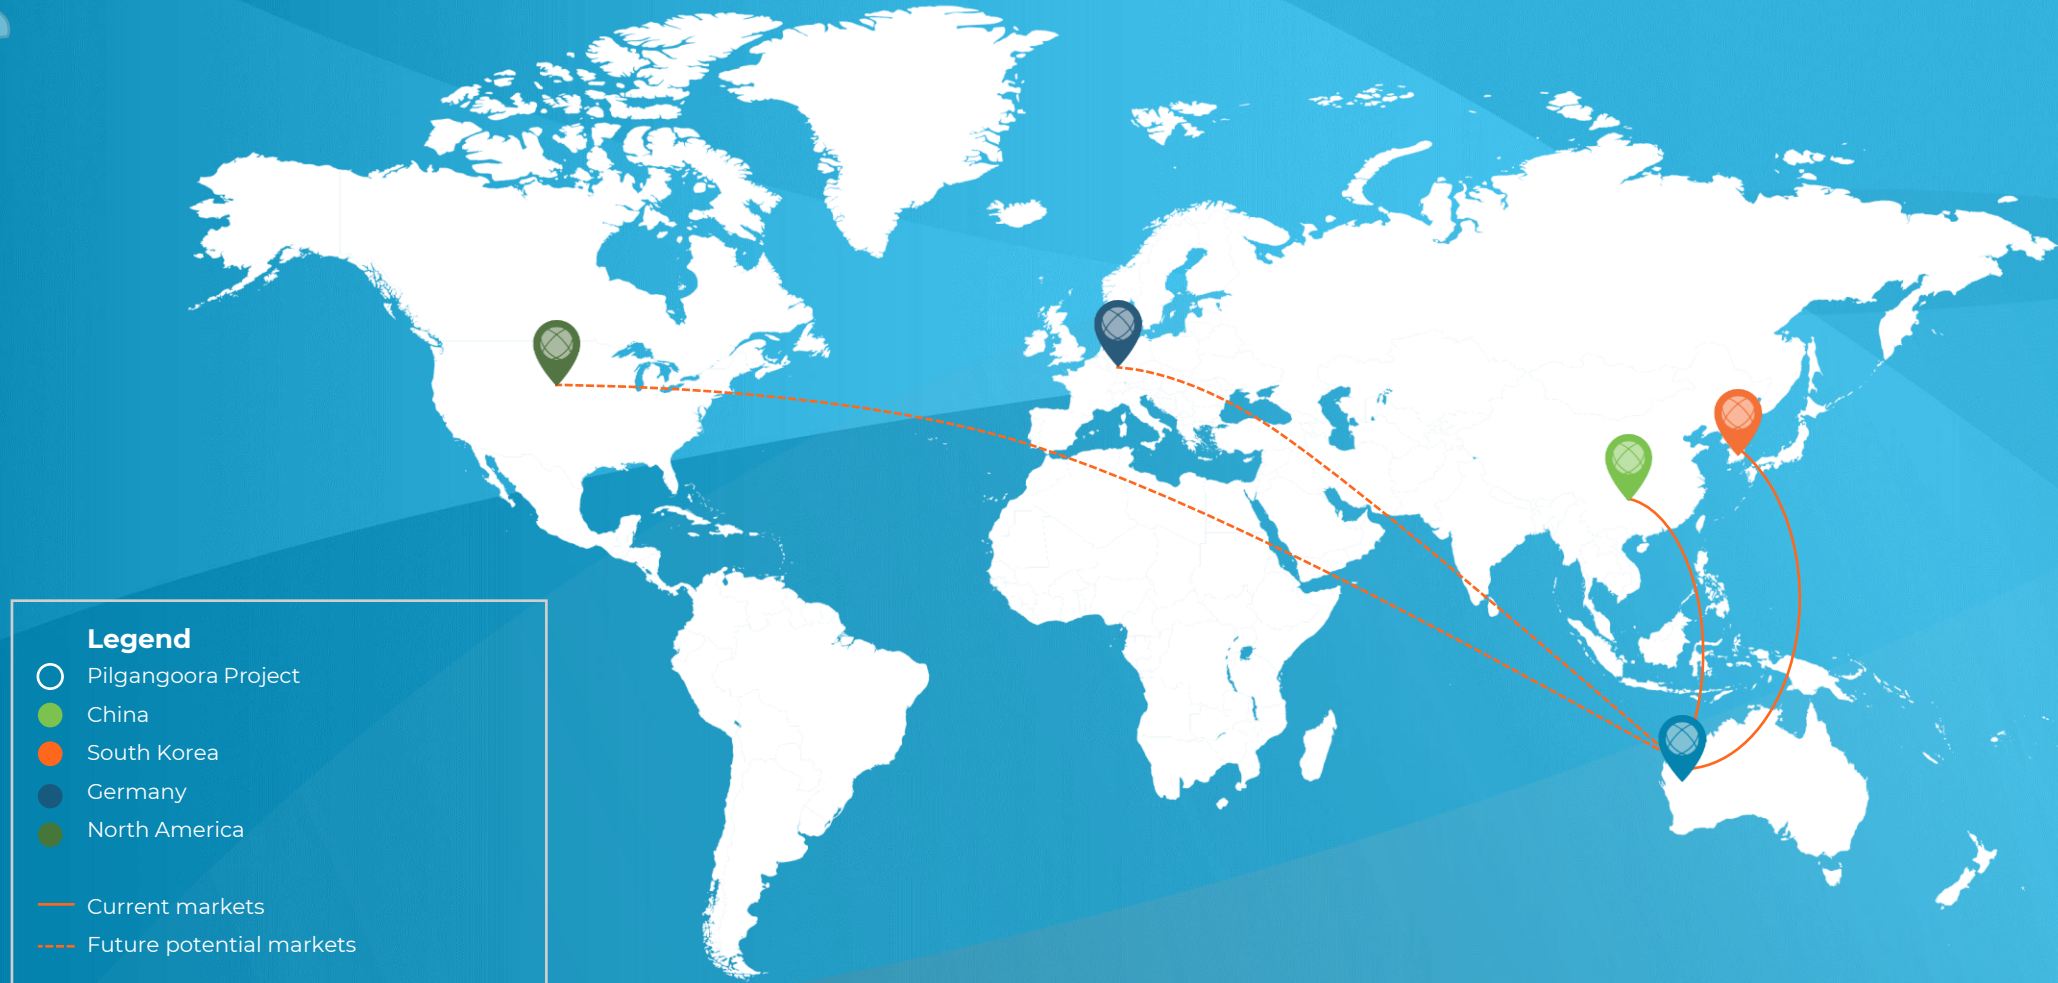 Legend
Pilgangoora Project
China
South Korea
Germany
North America
Current markets
Future potential markets